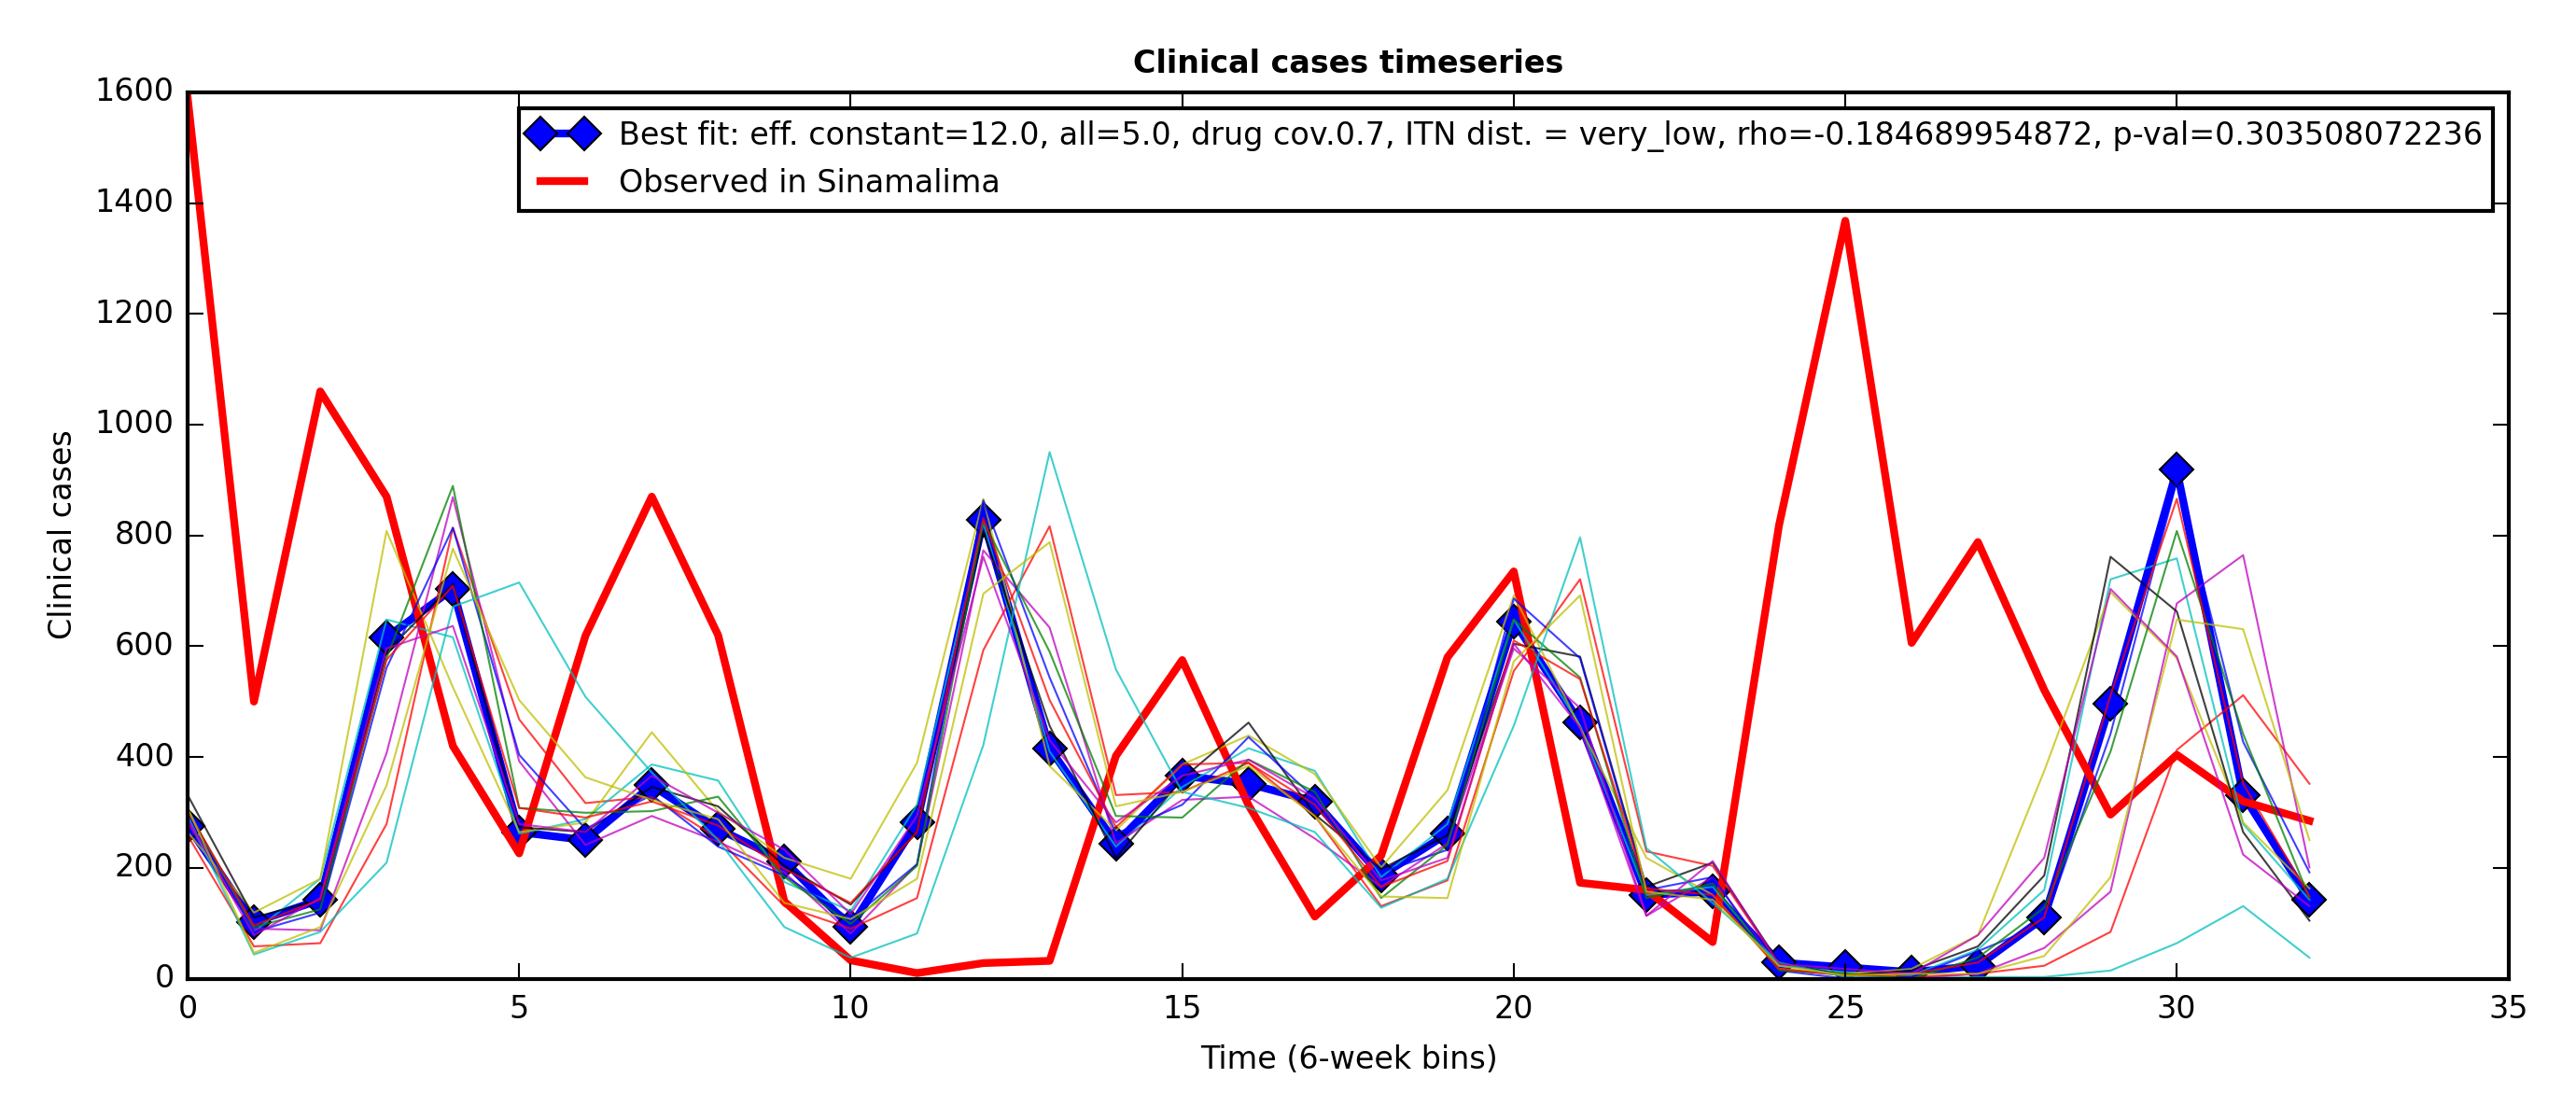 Clinical cases timeseries
Best fit: eff. constant=12.0, all=5.0, drug cov.0.7, ITN dist. = very_low, rho=-0.184689954872, p-val=0.303508072236
Observed in Sinamalima
1600
1400
1200
1000
800
600
400
200
0
Clinical cases
0 5 10 15 20 25 30 35
Time (6-week bins)